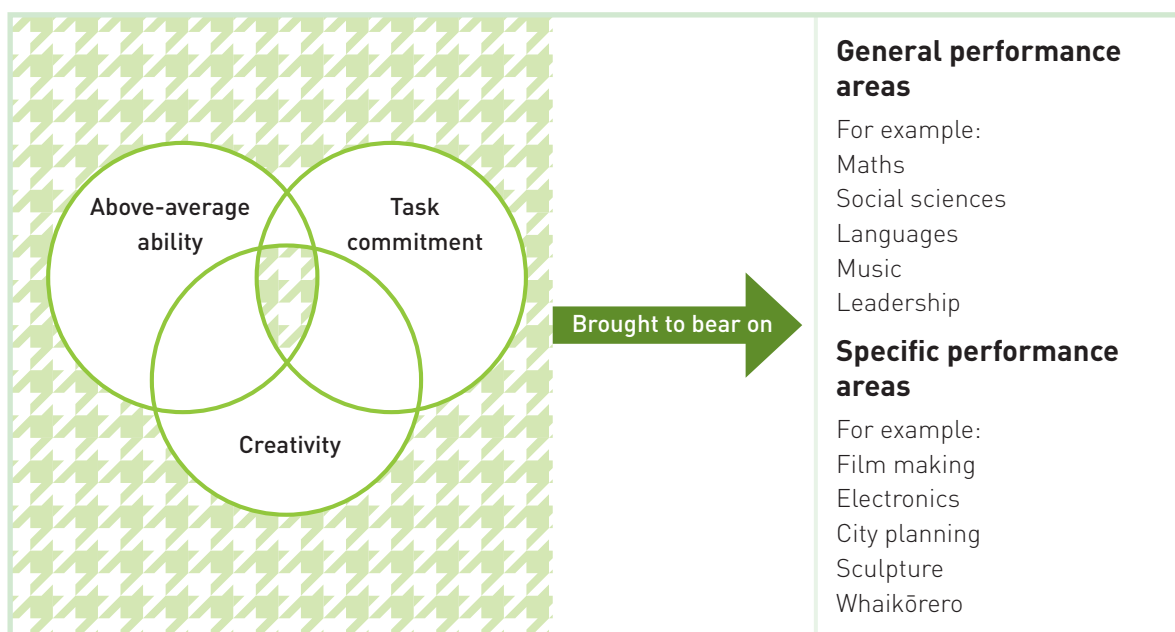 Above-average
ability
Task
commitment
Creativity
Brought to bear on
General performance
areas
For example:
Maths
Social sciences
Languages
Music
Leadership
Specific performance
areas
For example:
Film making
Electronics
City planning
Sculpture
Whaikōrero